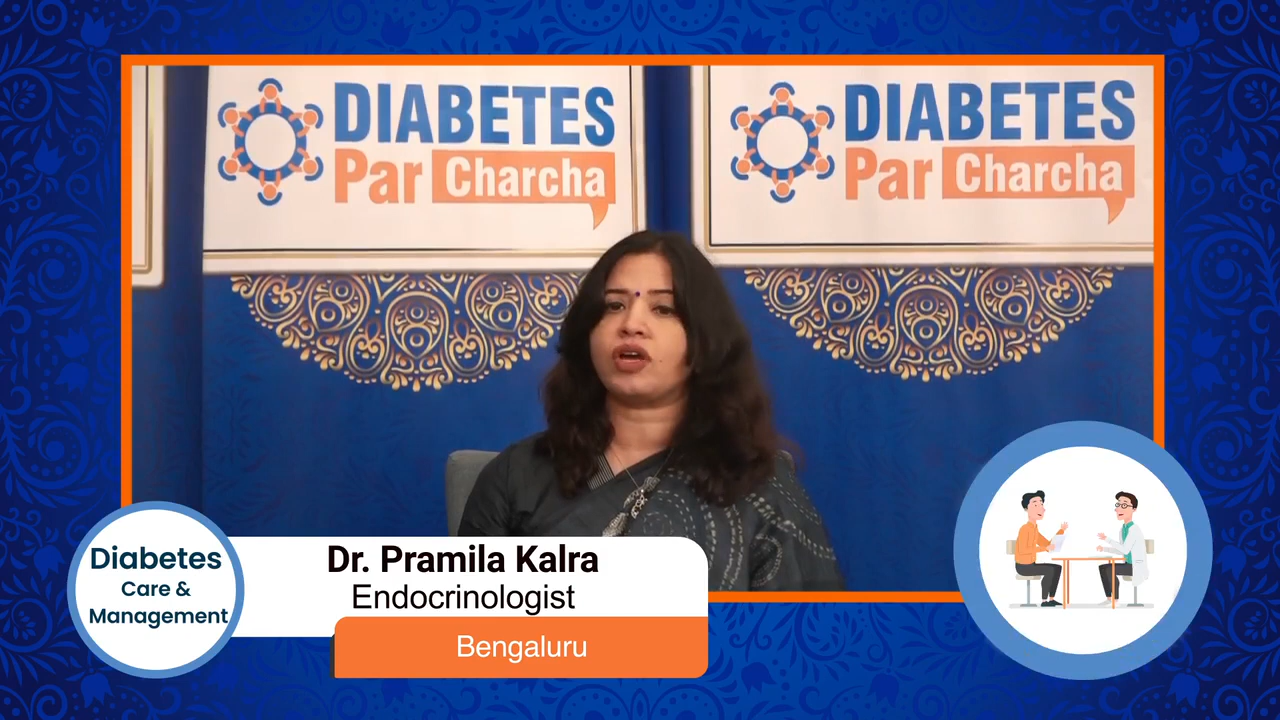 DIABETES
Par Charcha
DIABETES
Par Charcha
Diabetes
Care &
Management
Dr. Pramila Kalra
Endocrinologist
Bengaluru